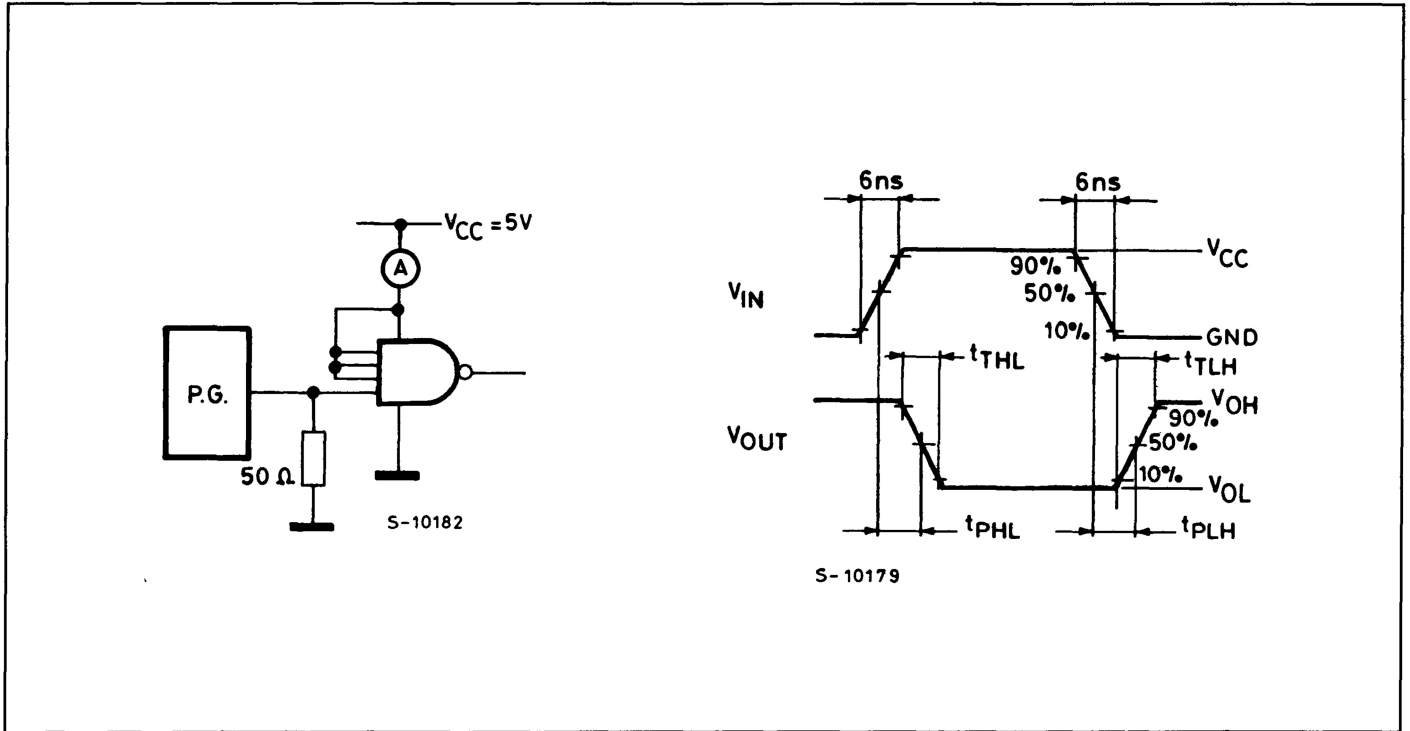 V_CC = 5V
A
P.G.
50 Ω
S-10182
6ns 6ns
V_IN
90%
50%
10%
V_CC
GND
t_THL
t_TLH
V_OUT
V_OH
90%
50%
10%
V_OL
t_PHL
t_PLH
S-10179